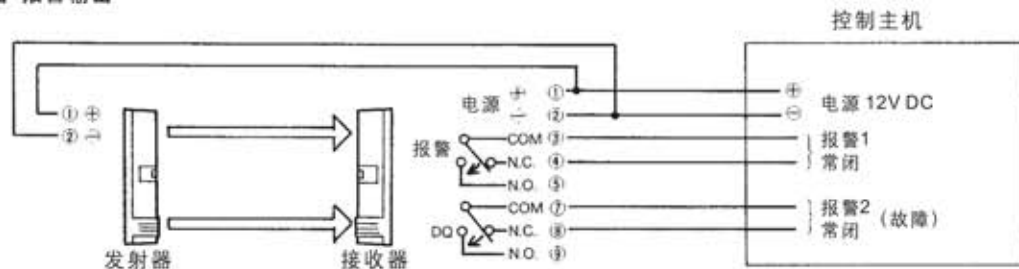 控制主机
电源 + ①
- ②
⊕
⊖
电源 12V DC
① ⊕
② ⊖
报警
COM ③
N.C. ④
N.O. ⑤
报警1
常闭
DQ
COM ⑦
N.C. ⑧
N.O. ⑨
报警2
常闭
(故障)
发射器
接收器